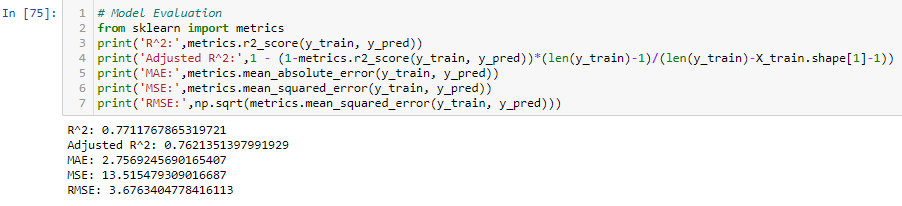 In [75]:
1 # Model Evaluation
2 from sklearn import metrics
3 print('R^2:',metrics.r2_score(y_train, y_pred))
4 print('Adjusted R^2:',1 - (1-metrics.r2_score(y_train, y_pred))*(len(y_train)-1)/(len(y_train)-X_train.shape[1]-1))
5 print('MAE:',metrics.mean_absolute_error(y_train, y_pred))
6 print('MSE:',metrics.mean_squared_error(y_train, y_pred))
7 print('RMSE:',np.sqrt(metrics.mean_squared_error(y_train, y_pred)))
R^2: 0.7711767865319721
Adjusted R^2: 0.7621351397991929
MAE: 2.7569245690165407
MSE: 13.515479309016687
RMSE: 3.6763404778416113